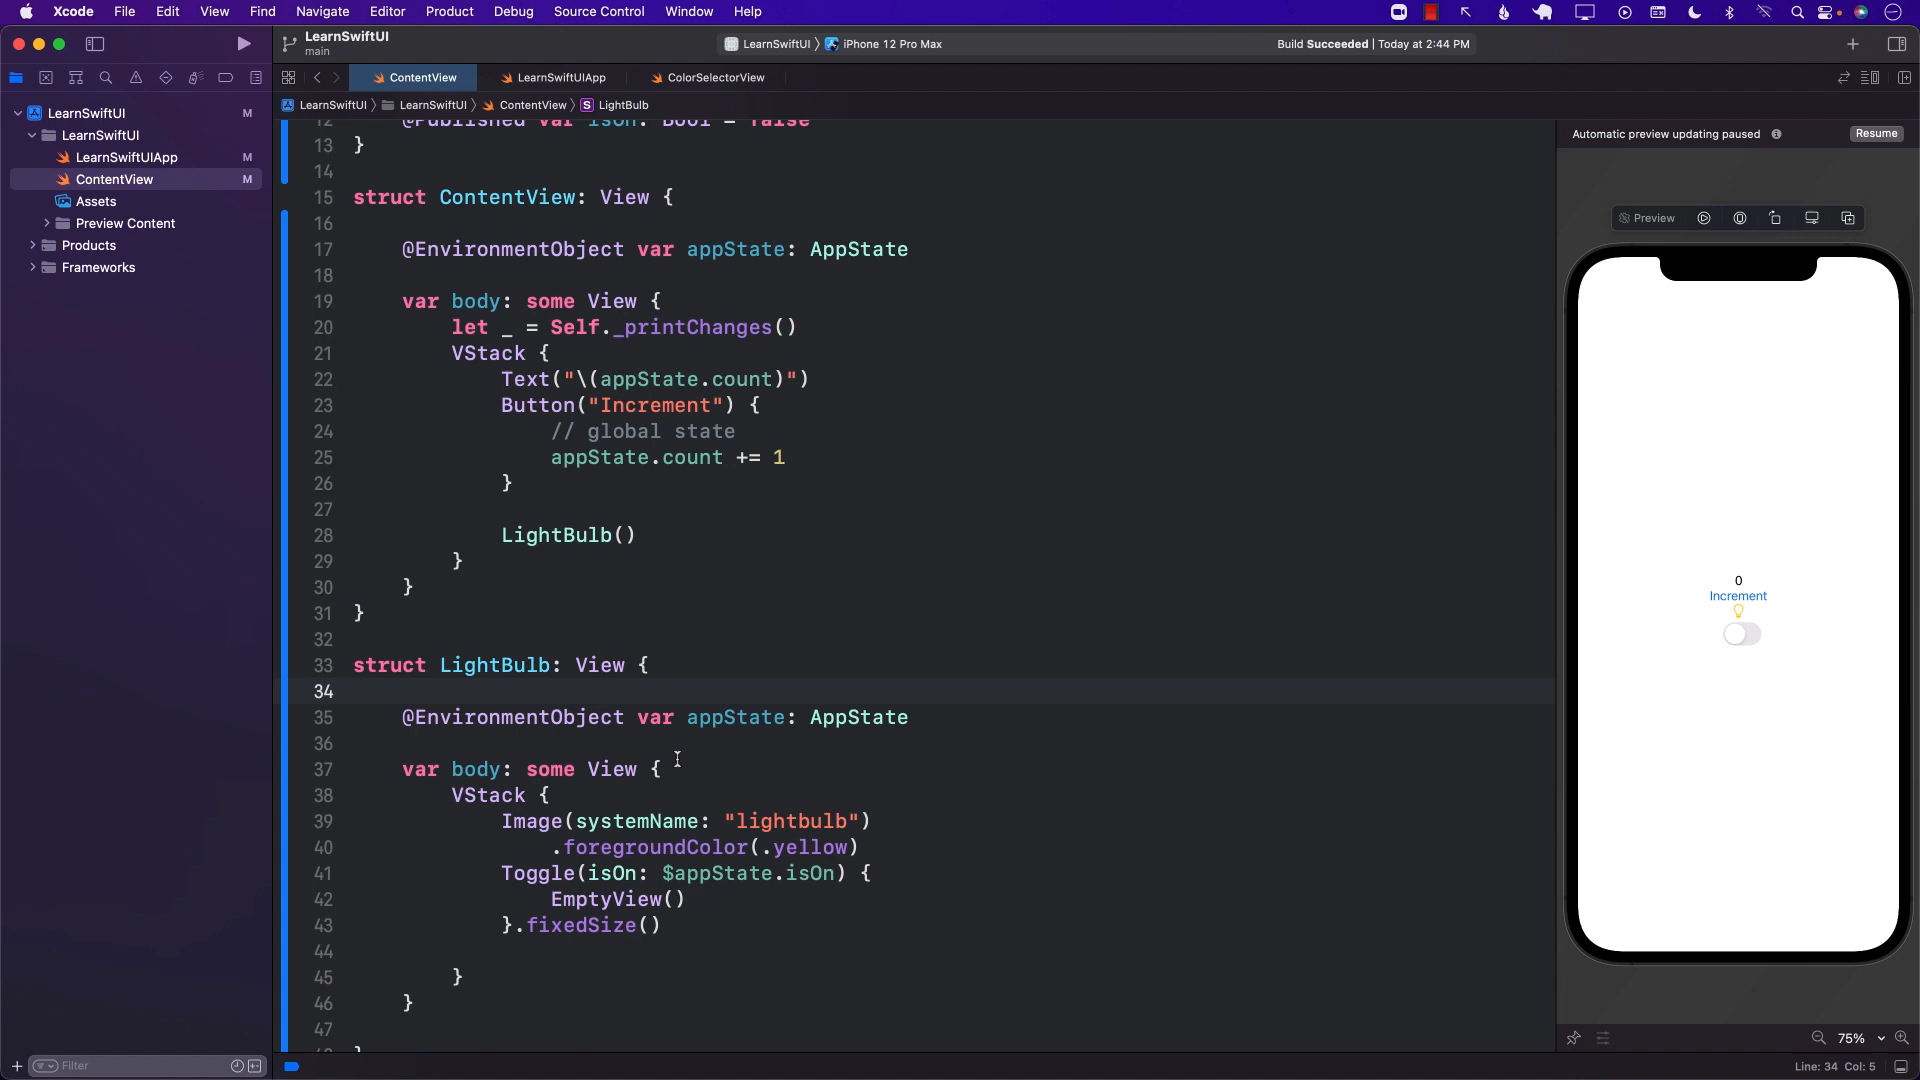 Xcode File Edit View Find Navigate Editor Product Debug Source Control Window Help
LearnSwiftUI
main
LearnSwiftUI 〉 iPhone 12 Pro Max
Build Succeeded | Today at 2:44 PM
ContentView LearnSwiftUIApp ColorSelectorView
LearnSwiftUI 〉 LearnSwiftUI 〉 ContentView 〉 S LightBulb
LearnSwiftUI M
LearnSwiftUI
LearnSwiftUIApp M
ContentView M
Assets
Preview Content
Products
Frameworks
Filter
12 @Published var isOn: Bool = false
13 }
14
15 struct ContentView: View {
16
17 @EnvironmentObject var appState: AppState
18
19 var body: some View {
20 let _ = Self._printChanges()
21 VStack {
22 Text("\(appState.count)")
23 Button("Increment") {
24 // global state
25 appState.count += 1
26 }
27
28 LightBulb()
29 }
30 }
31 }
32
33 struct LightBulb: View {
34
35 @EnvironmentObject var appState: AppState
36
37 var body: some View {
38 VStack {
39 Image(systemName: "lightbulb")
40 .foregroundColor(.yellow)
41 Toggle(isOn: $appState.isOn) {
42 EmptyView()
43 }.fixedSize()
44
45 }
46 }
47
Automatic preview updating paused
Resume
Preview
0
Increment
75%
Line: 34 Col: 5